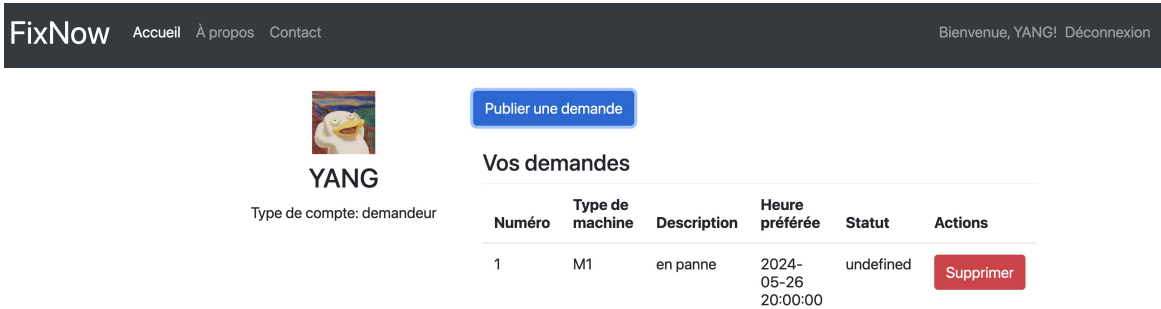 FixNow Accueil À propos Contact Bienvenue, YANG! Déconnexion
Publier une demande
YANG
Type de compte: demandeur
Vos demandes
Numéro Type de machine Description Heure préférée Statut Actions
1 M1 en panne 2024-05-26 20:00:00 undefined Supprimer